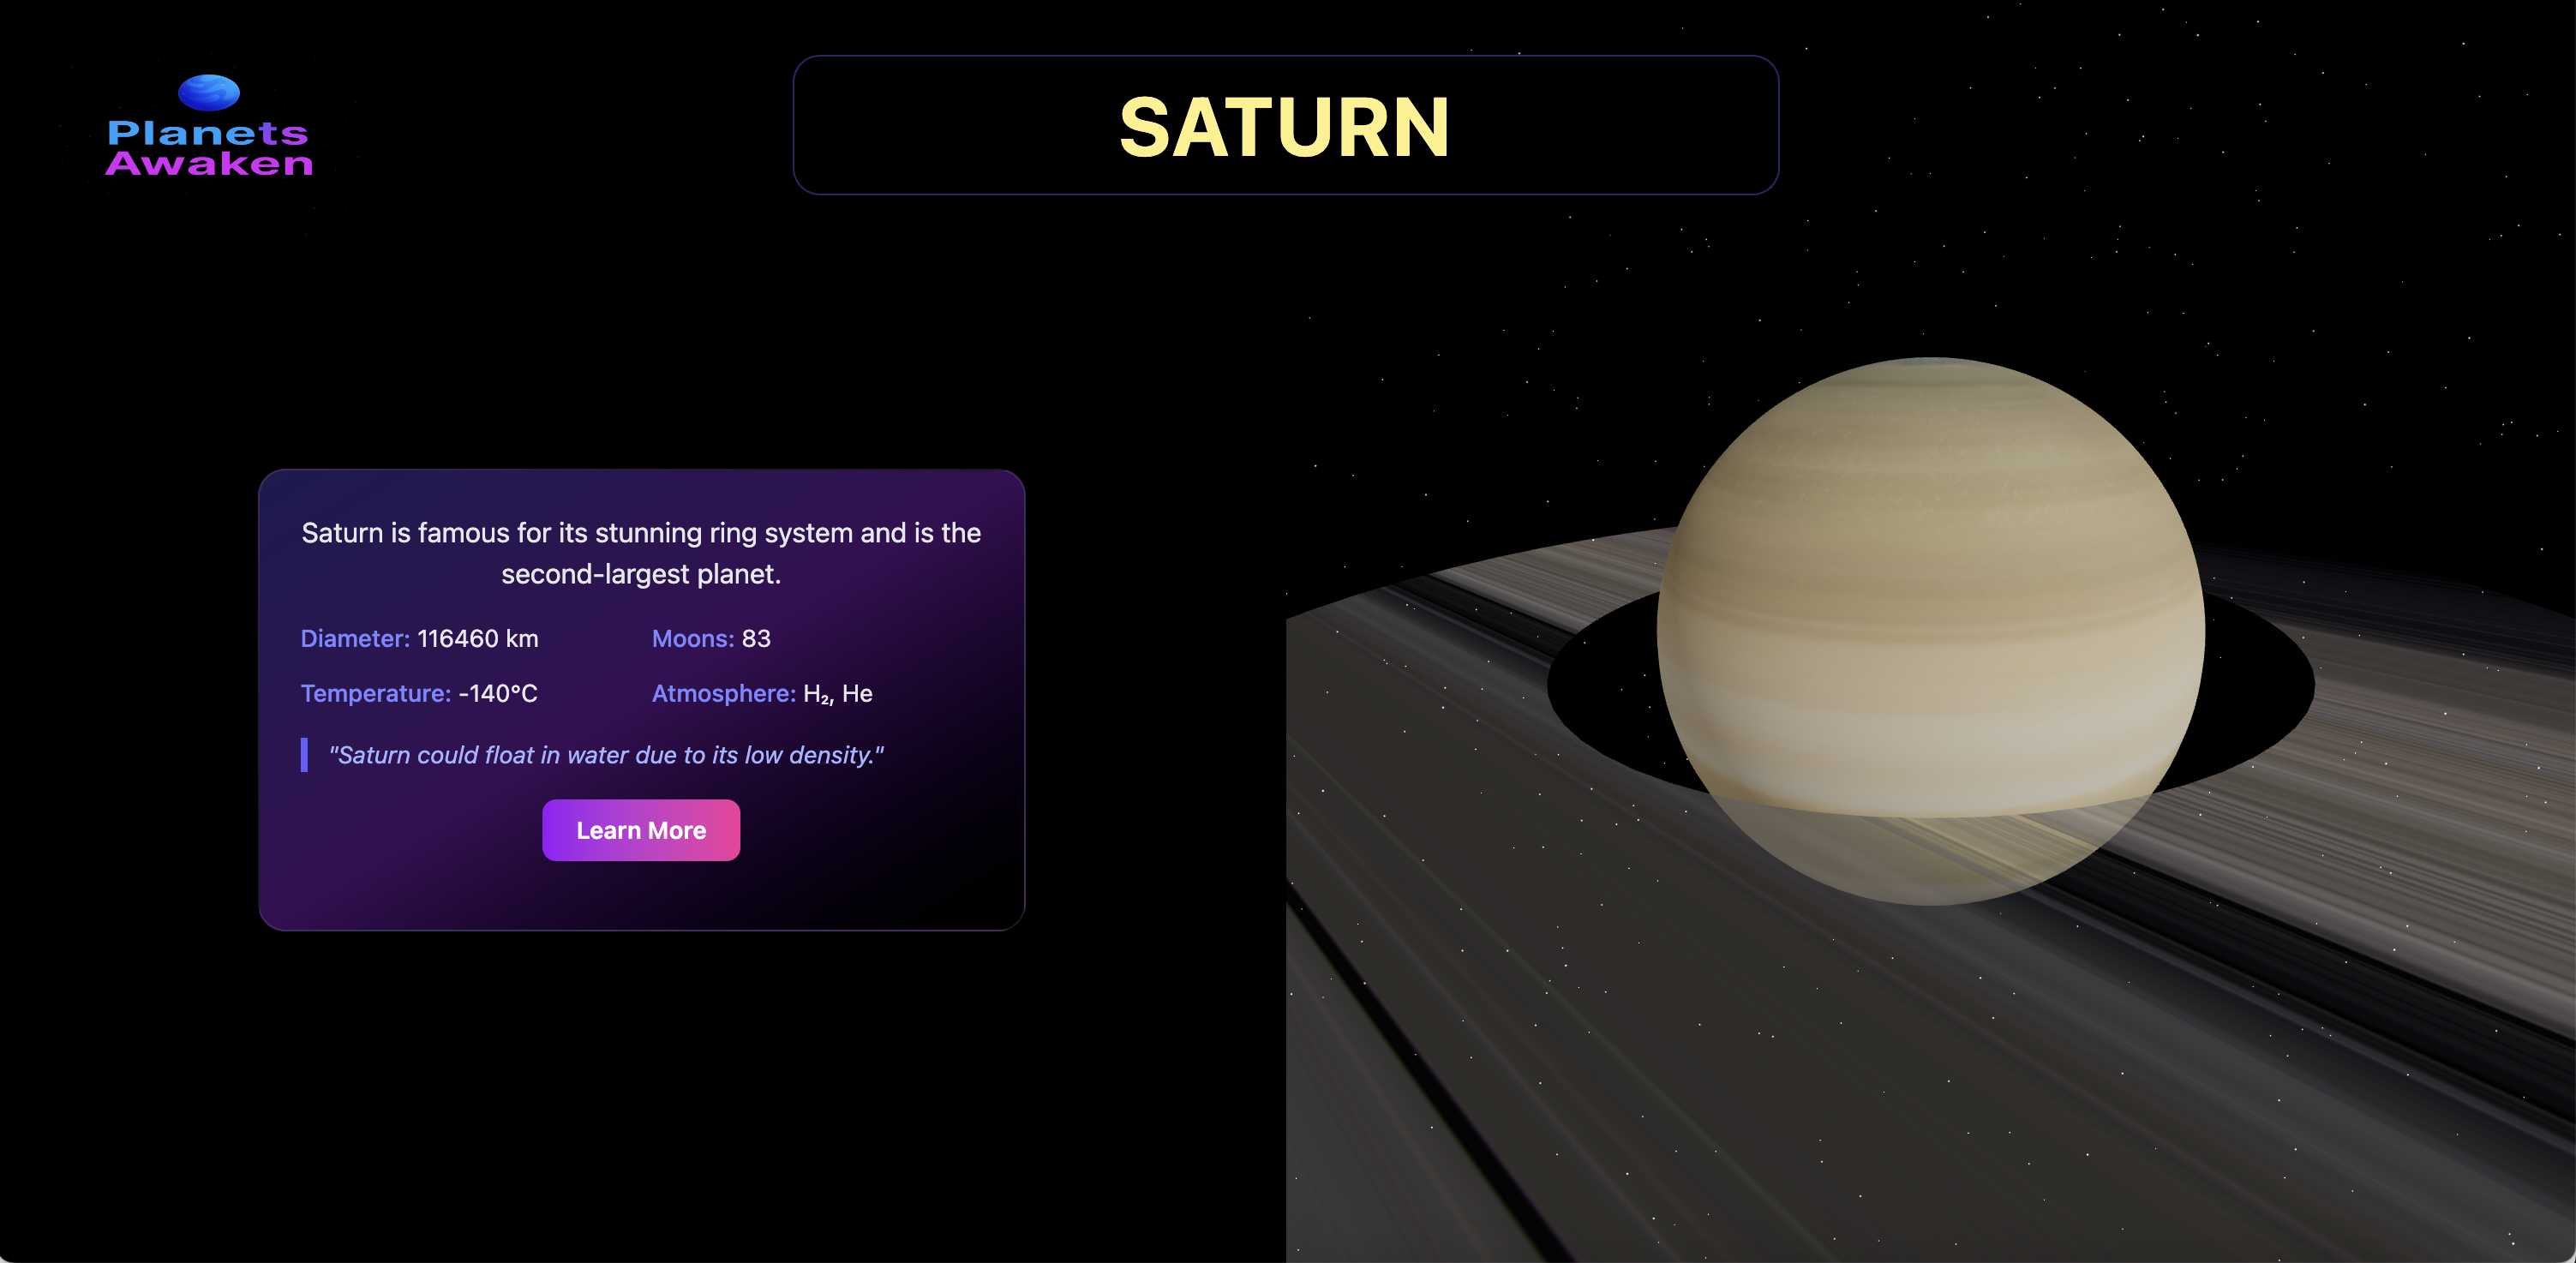 Planets
Awaken
SATURN
Saturn is famous for its stunning ring system and is the
second-largest planet.
Diameter: 116460 km
Moons: 83
Temperature: -140°C
Atmosphere: H₂, He
"Saturn could float in water due to its low density."
Learn More